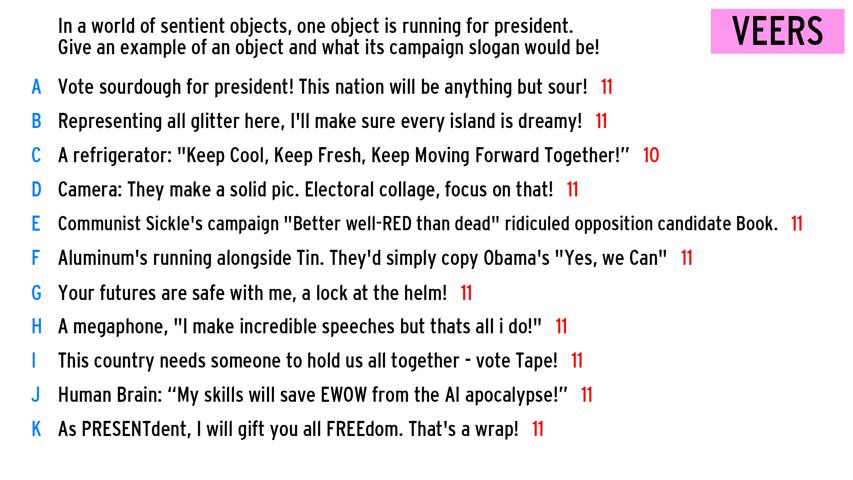 In a world of sentient objects, one object is running for president.
Give an example of an object and what its campaign slogan would be!
VEERS
A Vote sourdough for president! This nation will be anything but sour! 11
B Representing all glitter here, I'll make sure every island is dreamy! 11
C A refrigerator: "Keep Cool, Keep Fresh, Keep Moving Forward Together!” 10
D Camera: They make a solid pic. Electoral collage, focus on that! 11
E Communist Sickle's campaign "Better well-RED than dead" ridiculed opposition candidate Book. 11
F Aluminum's running alongside Tin. They'd simply copy Obama's "Yes, we Can" 11
G Your futures are safe with me, a lock at the helm! 11
H A megaphone, "I make incredible speeches but thats all i do!" 11
I This country needs someone to hold us all together - vote Tape! 11
J Human Brain: “My skills will save EWOW from the AI apocalypse!” 11
K As PRESENTdent, I will gift you all FREEdom. That's a wrap! 11